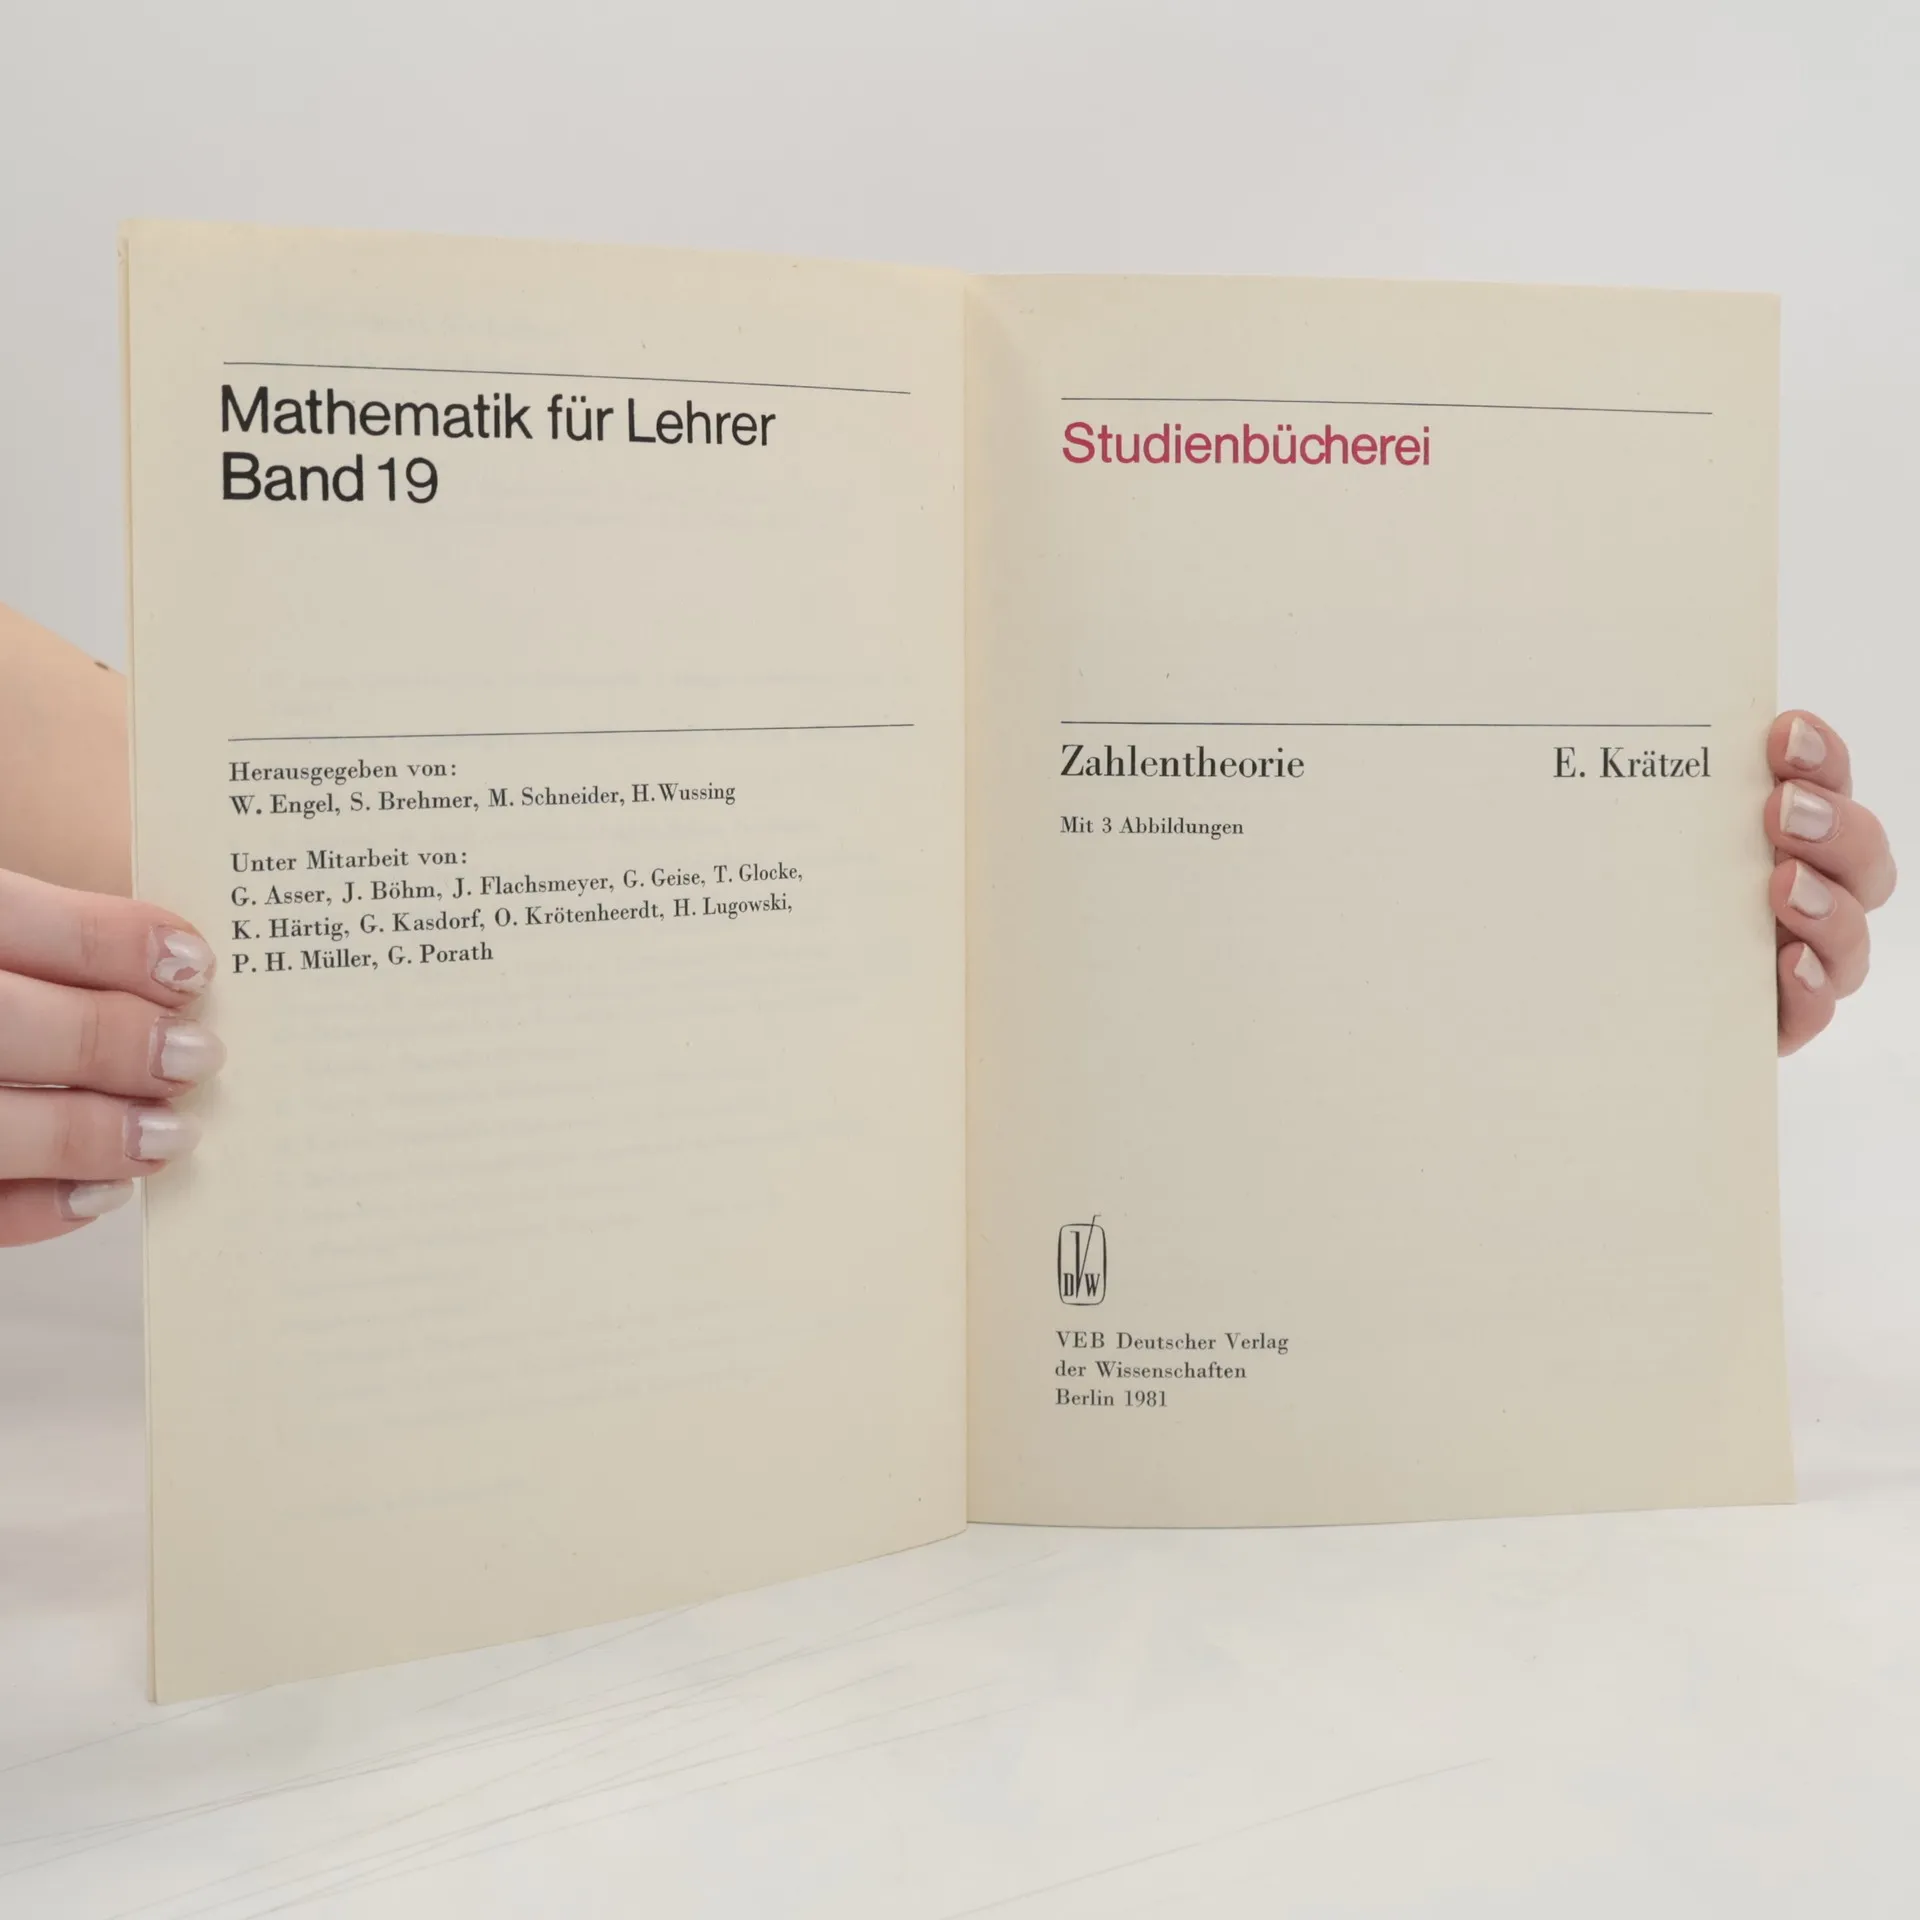 Mathematik für Lehrer
Band 19
Herausgegeben von:
W. Engel, S. Brehmer, M. Schneider, H. Wussing
Unter Mitarbeit von:
G. Asser, J. Böhm, J. Flachsmeyer, G. Geise, T. Glocke,
K. Härtig, G. Kasdorf, O. Krötenheerdt, H. Lugowski,
P. H. Müller, G. Porath
Studienbücherei
Zahlentheorie E. Krätzel
Mit 3 Abbildungen
DVW
VEB Deutscher Verlag
der Wissenschaften
Berlin 1981